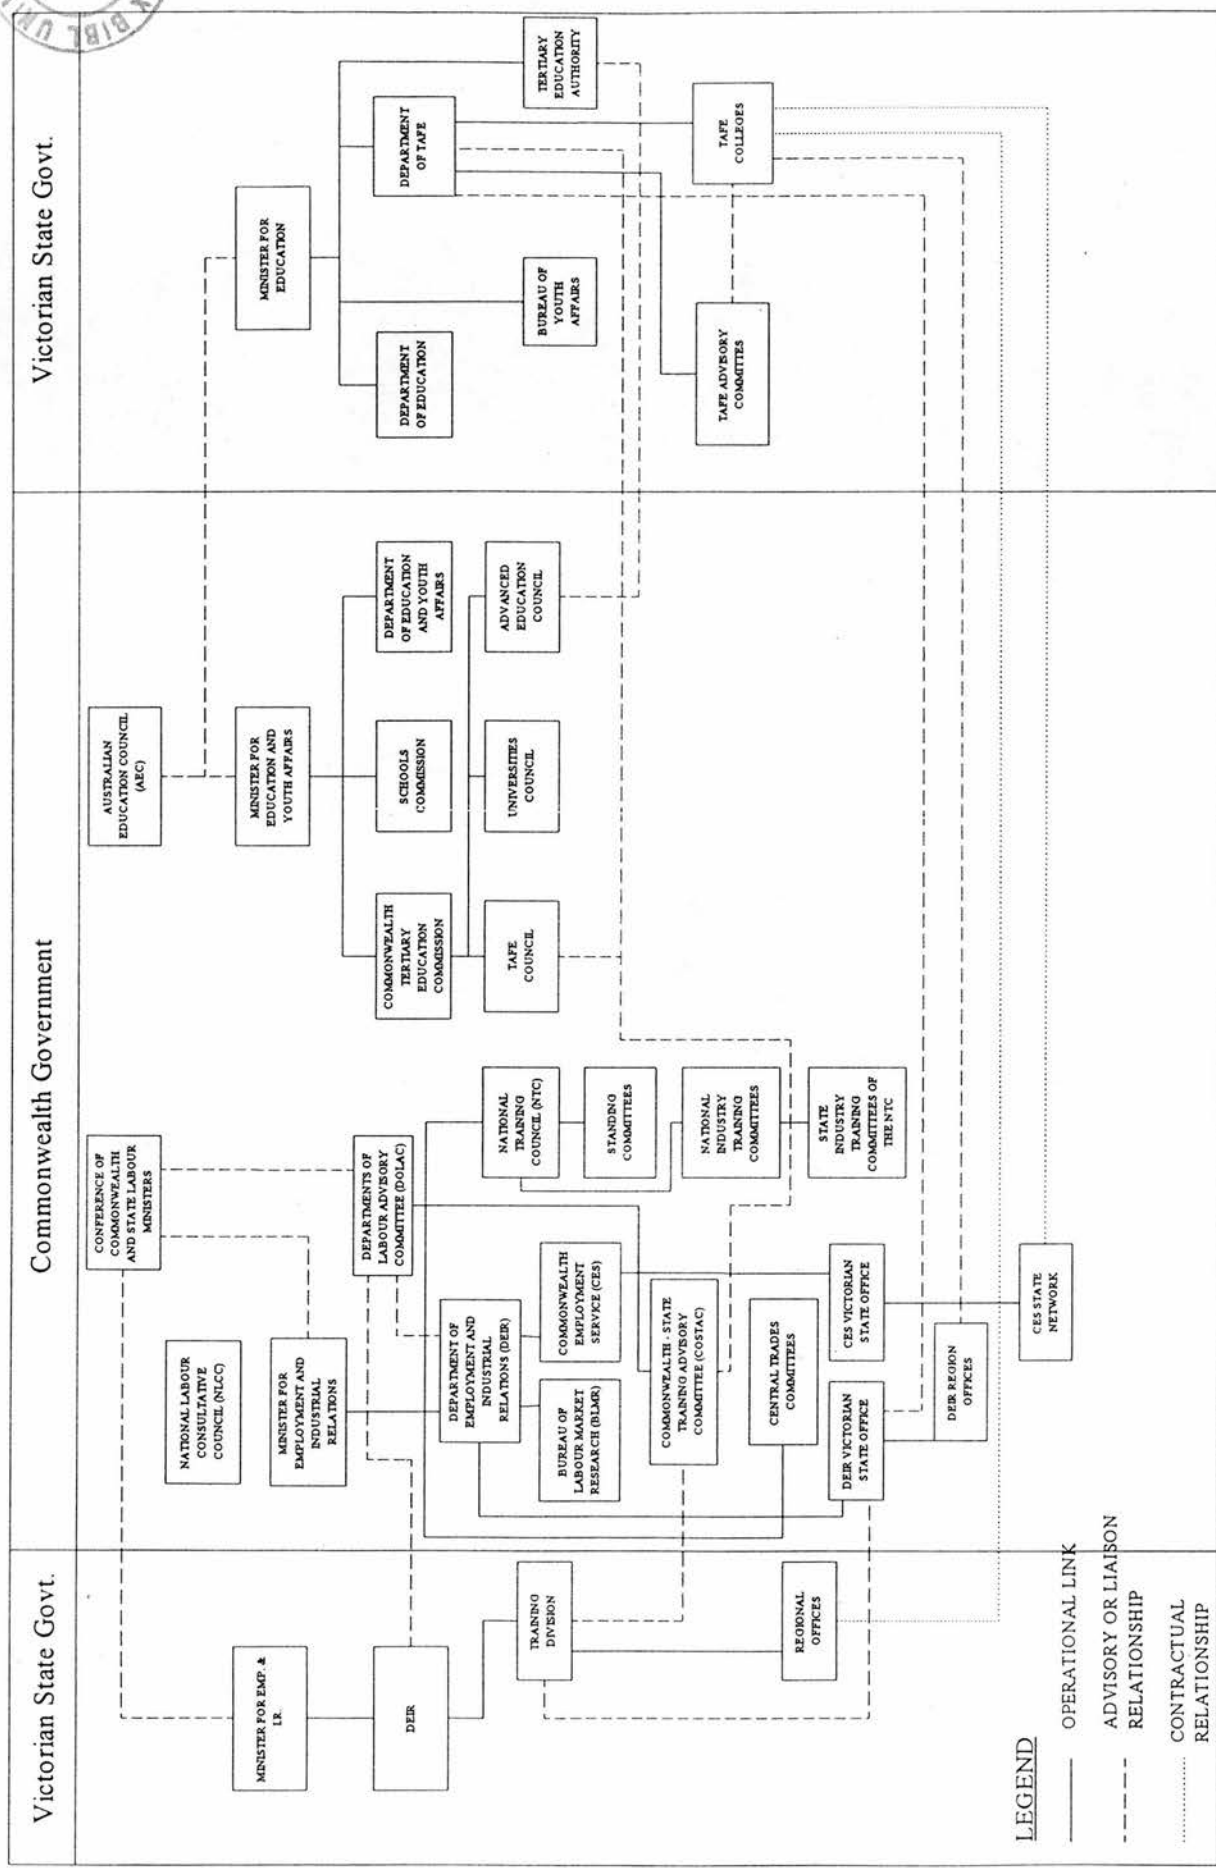 Victorian State Govt.
Commonwealth Government
Victorian State Govt.
MINISTER FOR EMP. &
I.R.
DEIR
TRAINING
DIVISION
REGIONAL
OFFICES
CONFERENCE OF
COMMONWEALTH
AND STATE LABOUR
MINISTERS
NATIONAL LABOUR
CONSULTATIVE
COUNCIL (NLCC)
MINISTER FOR
EMPLOYMENT AND
INDUSTRIAL
RELATIONS
DEPARTMENTS OF
LABOUR ADVISORY
COMMITTEE (DOLAC)
DEPARTMENT OF
EMPLOYMENT AND
INDUSTRIAL
RELATIONS (DEIR)
BUREAU OF
LABOUR MARKET
RESEARCH (BLMR)
COMMONWEALTH
EMPLOYMENT
SERVICE (CES)
COMMONWEALTH - STATE
TRAINING ADVISORY
COMMITTEE (COSTAC)
CENTRAL TRADES
COMMITTEES
DEIR VICTORIAN
STATE OFFICE
CES VICTORIAN
STATE OFFICE
DEIR REGION
OFFICES
CES STATE
NETWORK
NATIONAL
TRAINING
COUNCIL (NTC)
STANDING
COMMITTEES
NATIONAL
INDUSTRY
TRAINING
COMMITTEES
STATE
INDUSTRY
TRAINING
COMMITTEES OF
THE NTC
AUSTRALIAN
EDUCATION COUNCIL
(AEC)
MINISTER FOR
EDUCATION AND
YOUTH AFFAIRS
COMMONWEALTH
TERTIARY
EDUCATION
COMMISSION
SCHOOLS
COMMISSION
DEPARTMENT
OF EDUCATION
AND YOUTH
AFFAIRS
TAFE
COUNCIL
UNIVERSITIES
COUNCIL
ADVANCED
EDUCATION
COUNCIL
MINISTER FOR
EDUCATION
DEPARTMENT
OF EDUCATION
DEPARTMENT
OF TAFE
BUREAU OF
YOUTH
AFFAIRS
TERTIARY
EDUCATION
AUTHORITY
TAFE ADVISORY
COMMITTES
TAFE
COLLEGES
LEGEND
OPERATIONAL LINK
ADVISORY OR LIAISON
RELATIONSHIP
CONTRACTUAL
RELATIONSHIP
BIBL UNI